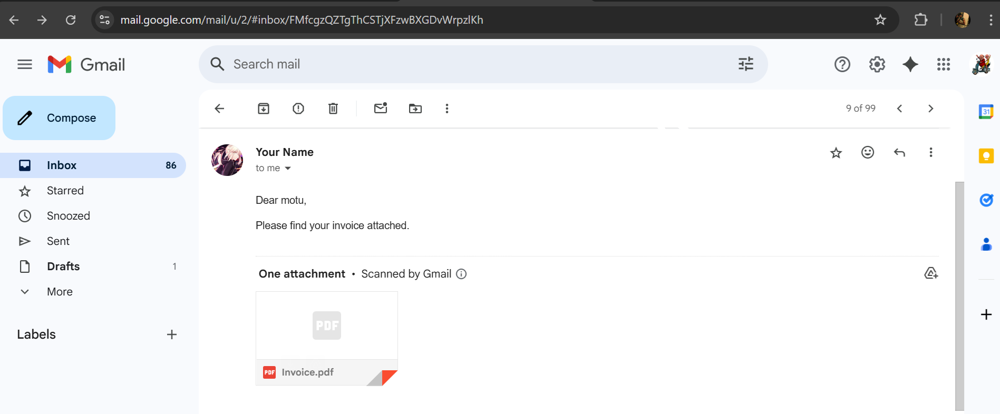 mail.google.com/mail/u/2/#inbox/FMfcgzQZTgThCSTjXFzwBXGDvWrpzlKh
Gmail
Search mail
Compose
9 of 99
31
Inbox 86
Starred
Snoozed
Sent
Drafts 1
More
Labels
Your Name
to me
Dear motu,
Please find your invoice attached.
One attachment • Scanned by Gmail
PDF
PDF Invoice.pdf